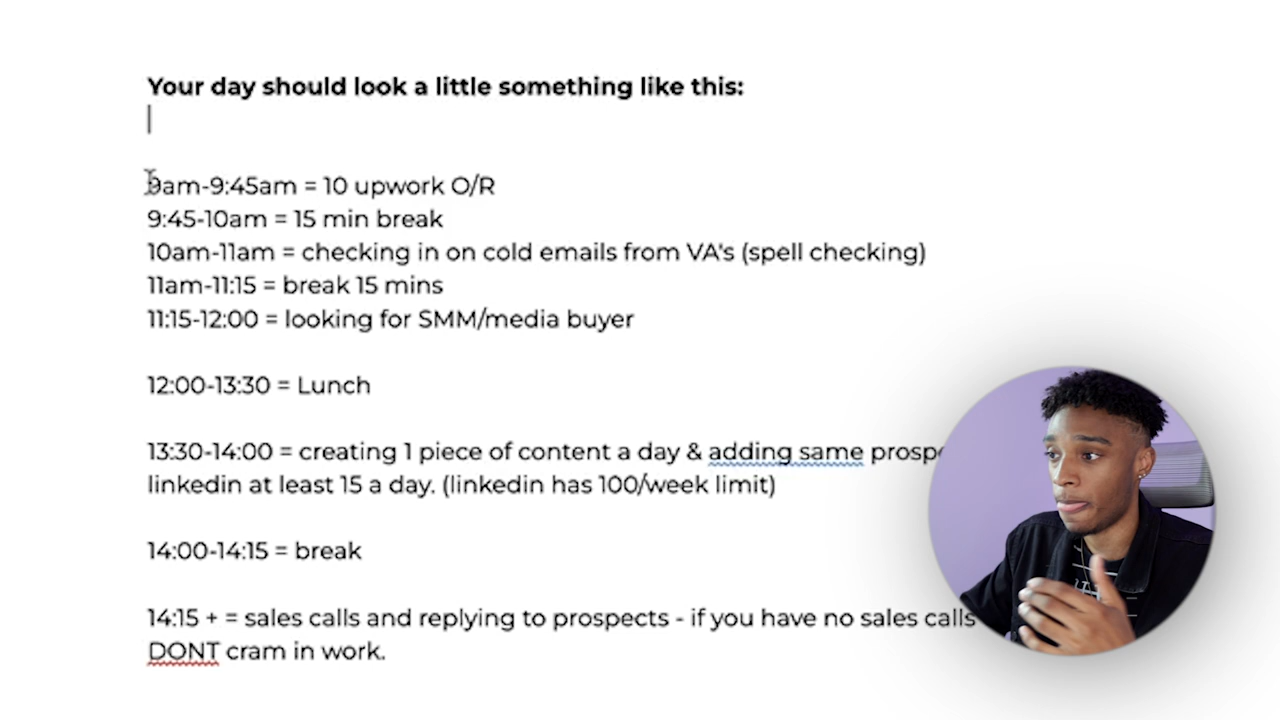 Your day should look a little something like this:
9am-9:45am = 10 upwork O/R
9:45-10am = 15 min break
10am-11am = checking in on cold emails from VA's (spell checking)
11am-11:15 = break 15 mins
11:15-12:00 = looking for SMM/media buyer
12:00-13:30 = Lunch
13:30-14:00 = creating 1 piece of content a day & adding same
linkedin at least 15 a day. (linkedin has 100/week limit)
14:00-14:15 = break
14:15 + = sales calls and replying to prospects - if you have no sales calls
DONT cram in work.